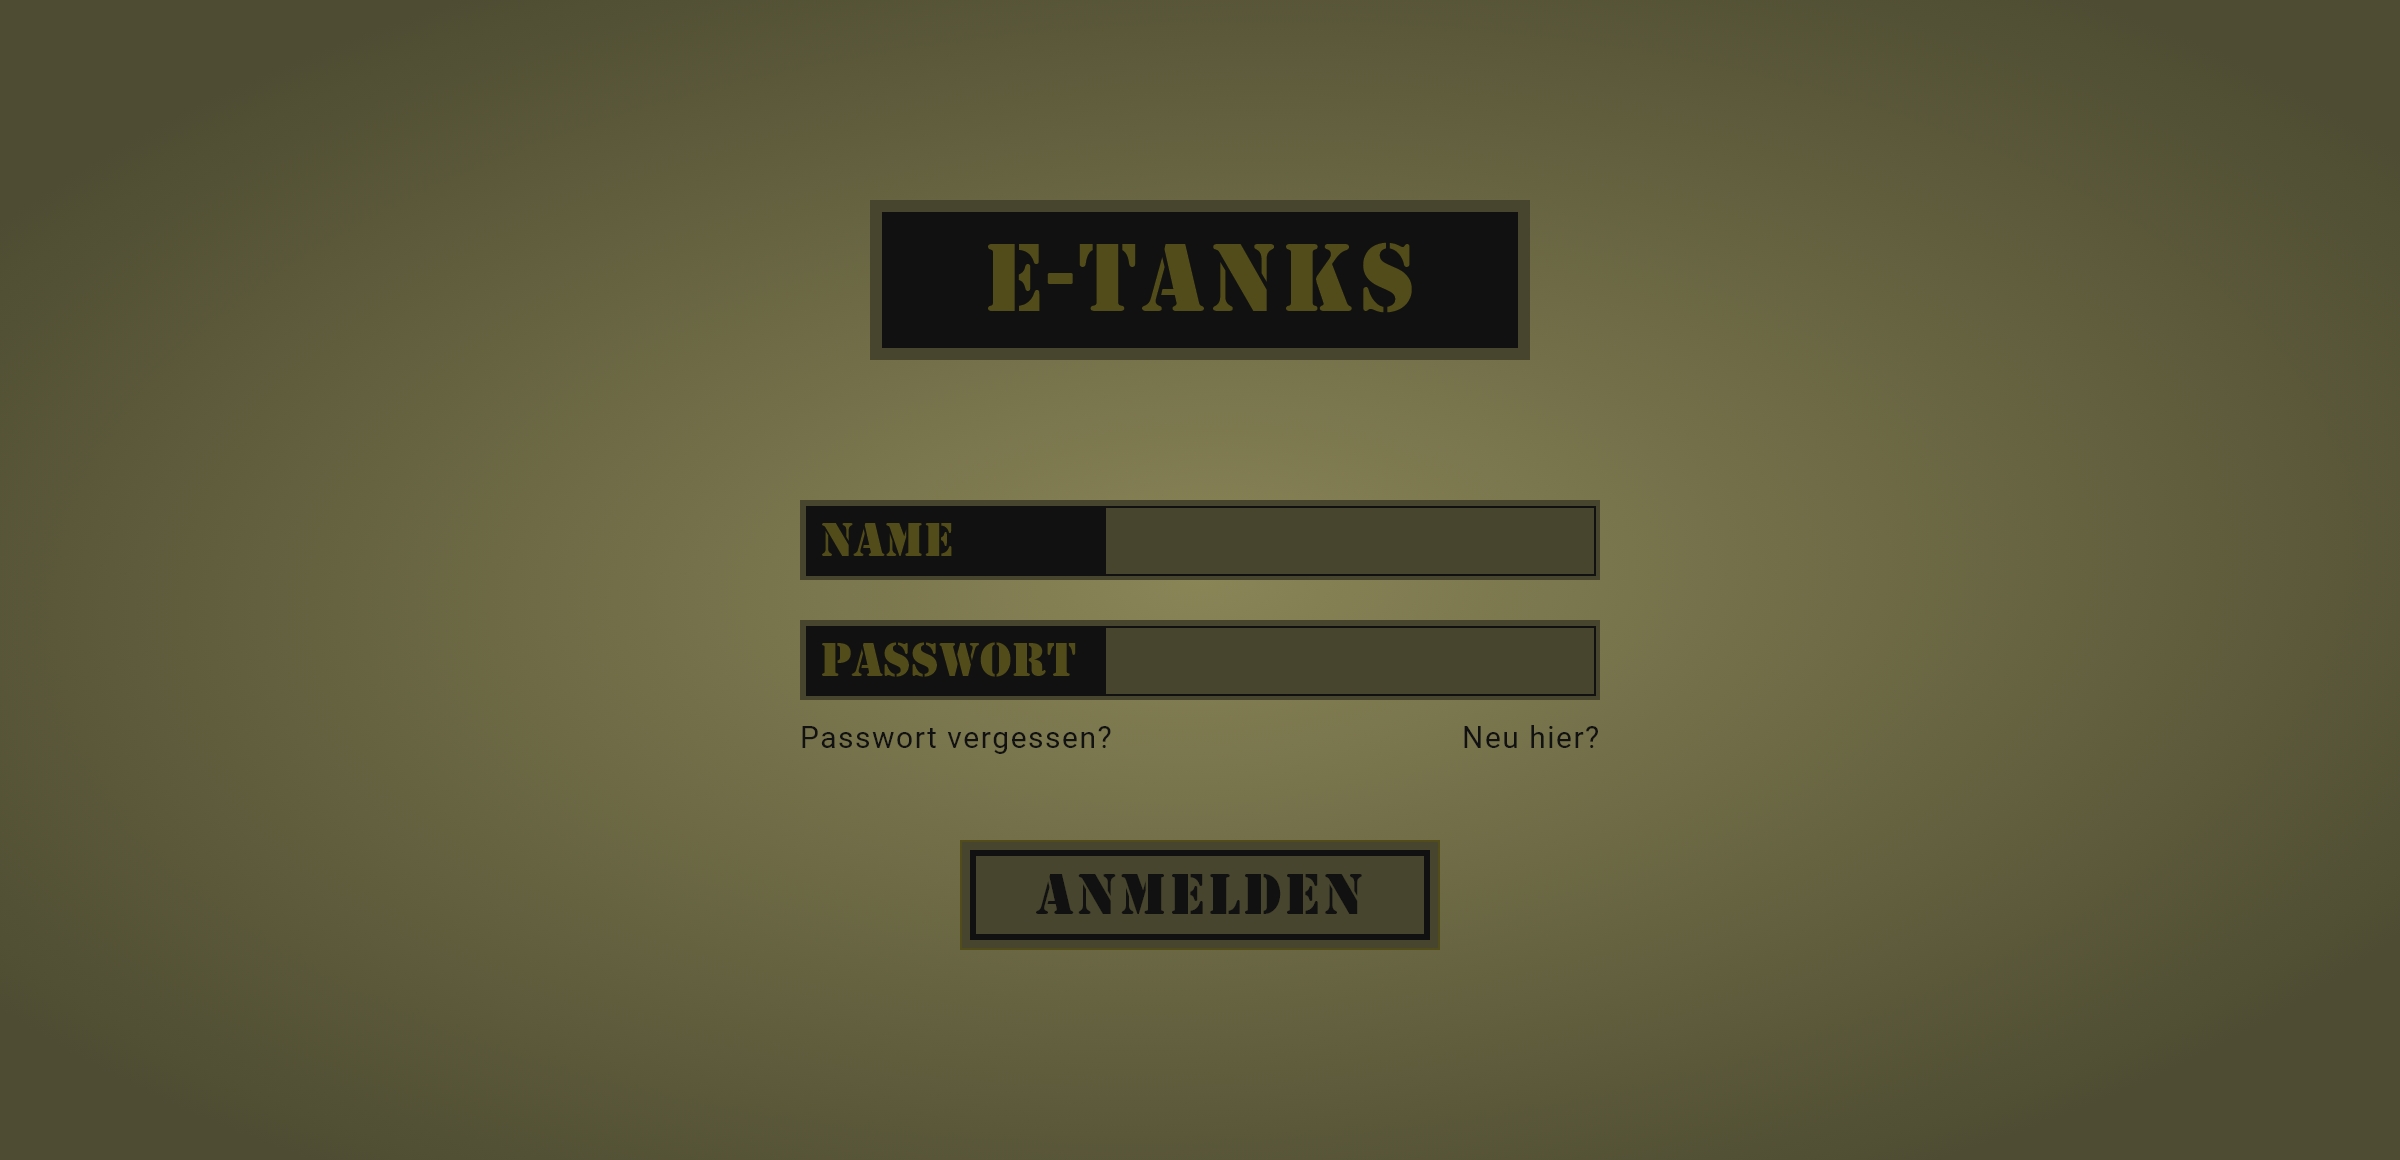 E-TANKS
NAME
PASSWORT
Passwort vergessen? Neu hier?
ANMELDEN